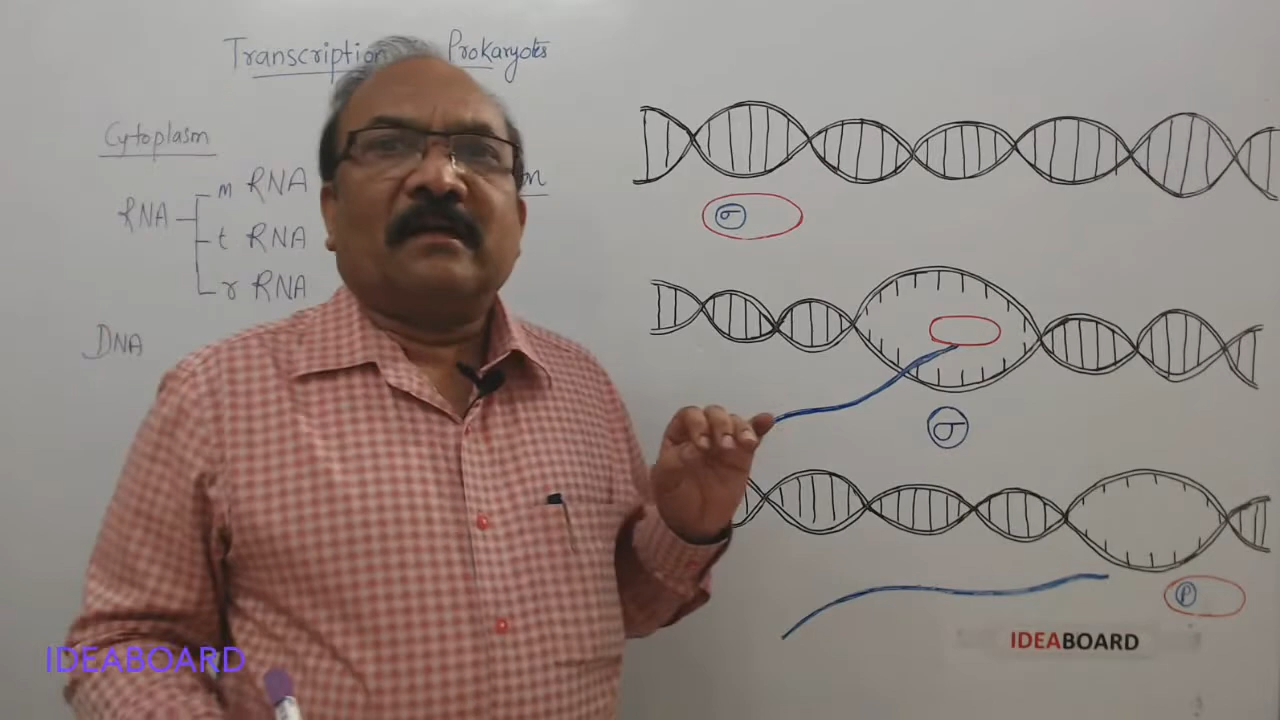 Transcription Prokaryotes
Cytoplasm
RNA
m RNA
t RNA
r RNA
DNA
σ
σ
ρ
IDEABOARD
IDEABOARD